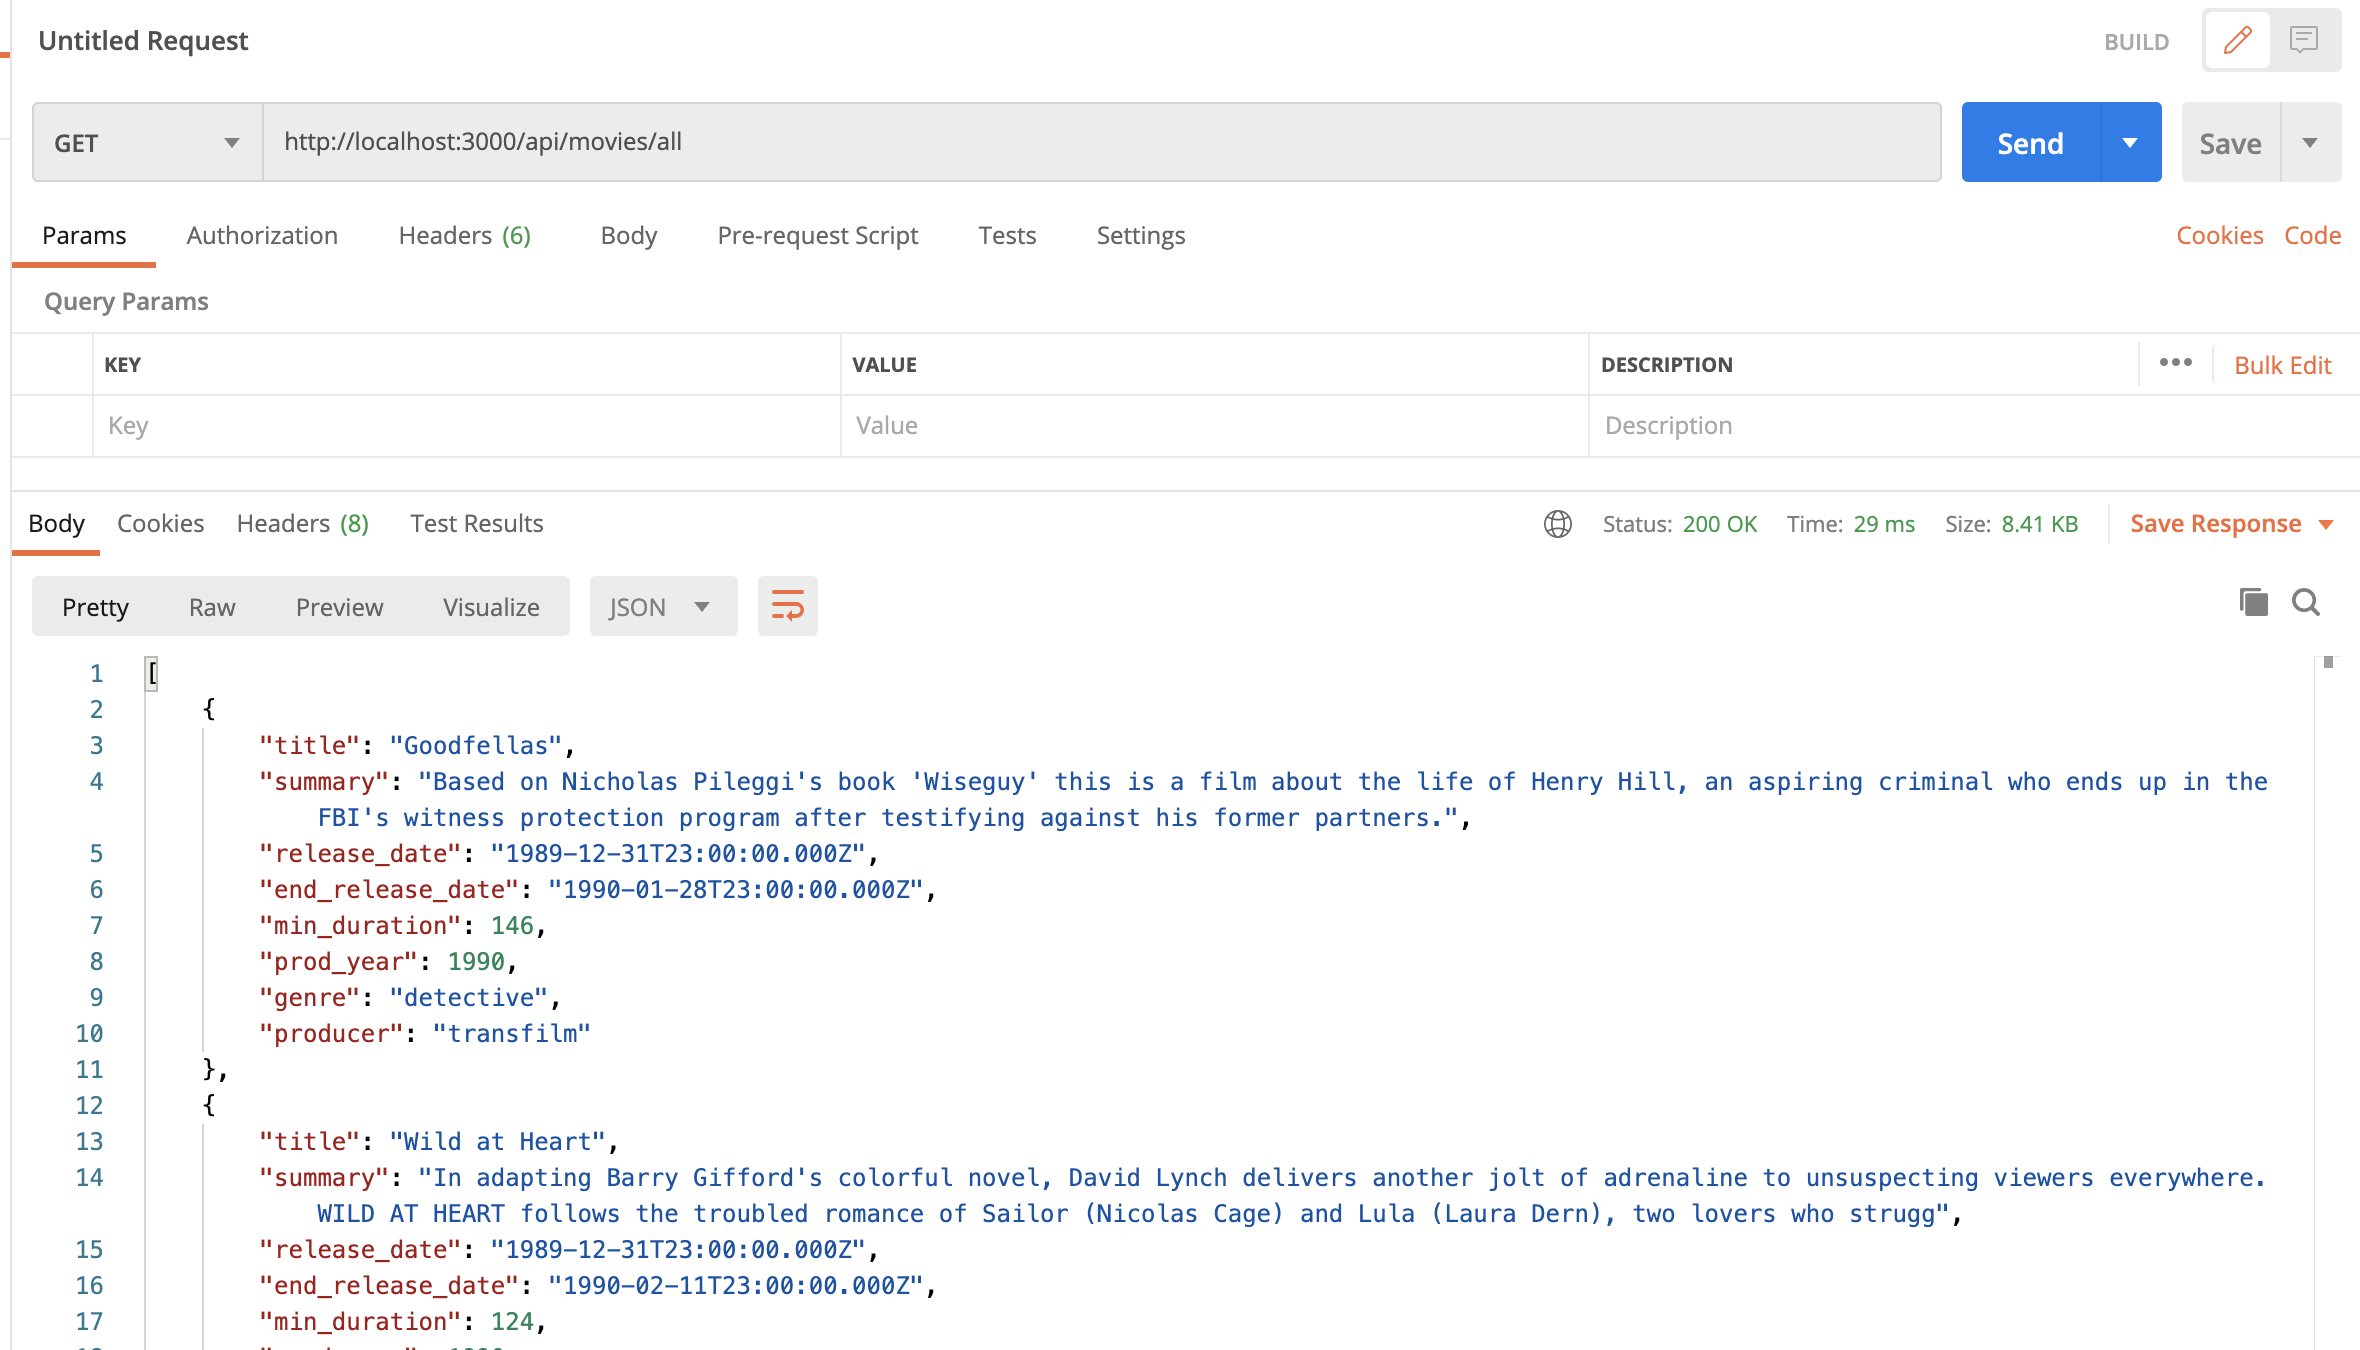 Untitled Request
BUILD
GET
http://localhost:3000/api/movies/all
Send
Save
Params
Authorization
Headers (6)
Body
Pre-request Script
Tests
Settings
Cookies
Code
Query Params
KEY
VALUE
DESCRIPTION
Bulk Edit
Key
Value
Description
Body
Cookies
Headers (8)
Test Results
Status: 200 OK
Time: 29 ms
Size: 8.41 KB
Save Response
Pretty
Raw
Preview
Visualize
JSON
1 [
2 {
3 "title": "Goodfellas",
4 "summary": "Based on Nicholas Pileggi's book 'Wiseguy' this is a film about the life of Henry Hill, an aspiring criminal who ends up in the
FBI's witness protection program after testifying against his former partners.",
5 "release_date": "1989-12-31T23:00:00.000Z",
6 "end_release_date": "1990-01-28T23:00:00.000Z",
7 "min_duration": 146,
8 "prod_year": 1990,
9 "genre": "detective",
10 "producer": "transfilm"
11 },
12 {
13 "title": "Wild at Heart",
14 "summary": "In adapting Barry Gifford's colorful novel, David Lynch delivers another jolt of adrenaline to unsuspecting viewers everywhere.
WILD AT HEART follows the troubled romance of Sailor (Nicolas Cage) and Lula (Laura Dern), two lovers who strugg",
15 "release_date": "1989-12-31T23:00:00.000Z",
16 "end_release_date": "1990-02-11T23:00:00.000Z",
17 "min_duration": 124,